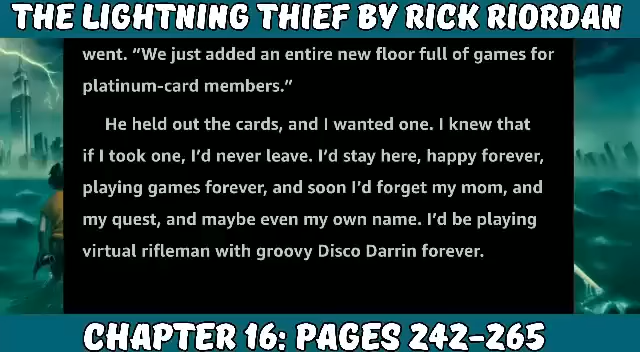 THE LIGHTNING THIEF BY RICK RIORDAN
went. “We just added an entire new floor full of games for
platinum-card members.”
He held out the cards, and I wanted one. I knew that
if I took one, I’d never leave. I’d stay here, happy forever,
playing games forever, and soon I’d forget my mom, and
my quest, and maybe even my own name. I’d be playing
virtual rifleman with groovy Disco Darrin forever.
CHAPTER 16: PAGES 242-265